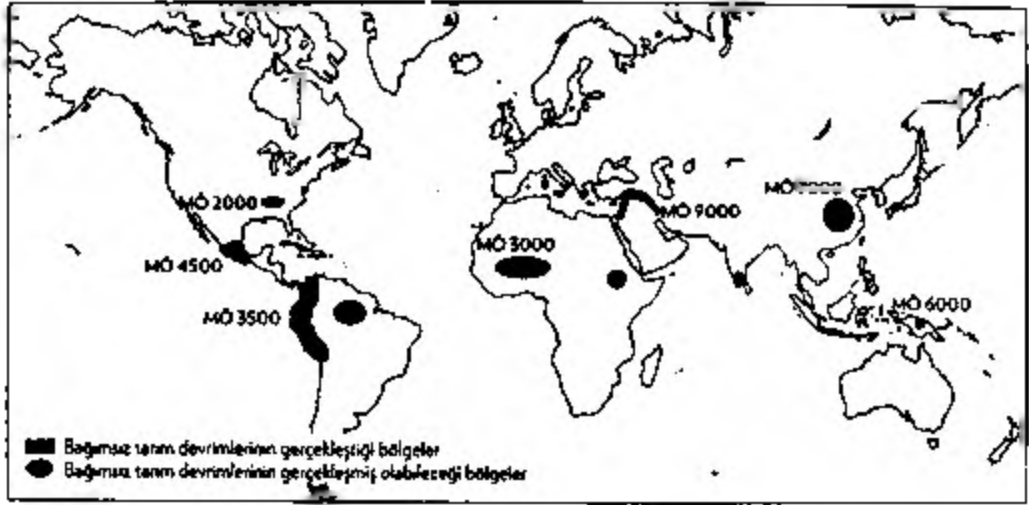 MÖ 2000
MÖ 9000
MÖ
MÖ 3000
MÖ 4500
MÖ 6000
MÖ 3500
Bağımsız tarım devrimlerinin gerçekleştiği bölgeler
Bağımsız tarım devrimlerinin gerçekleşmiş olabileceği bölgeler